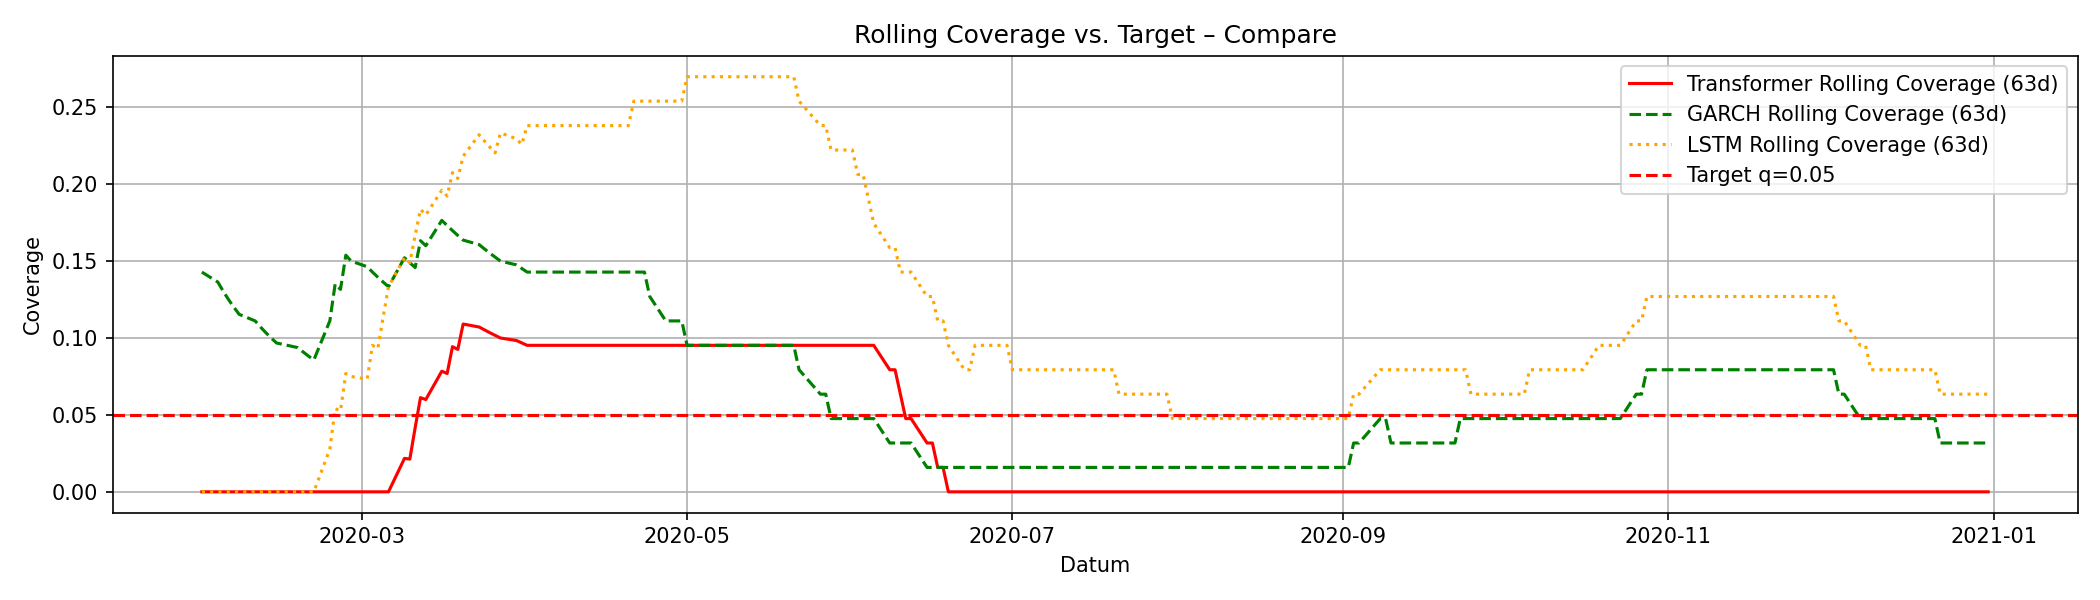 Rolling Coverage vs. Target – Compare
Transformer Rolling Coverage (63d)
GARCH Rolling Coverage (63d)
LSTM Rolling Coverage (63d)
Target q=0.05
Coverage
0.25
0.20
0.15
0.10
0.05
0.00
2020-03
2020-05
2020-07
2020-09
2020-11
2021-01
Datum